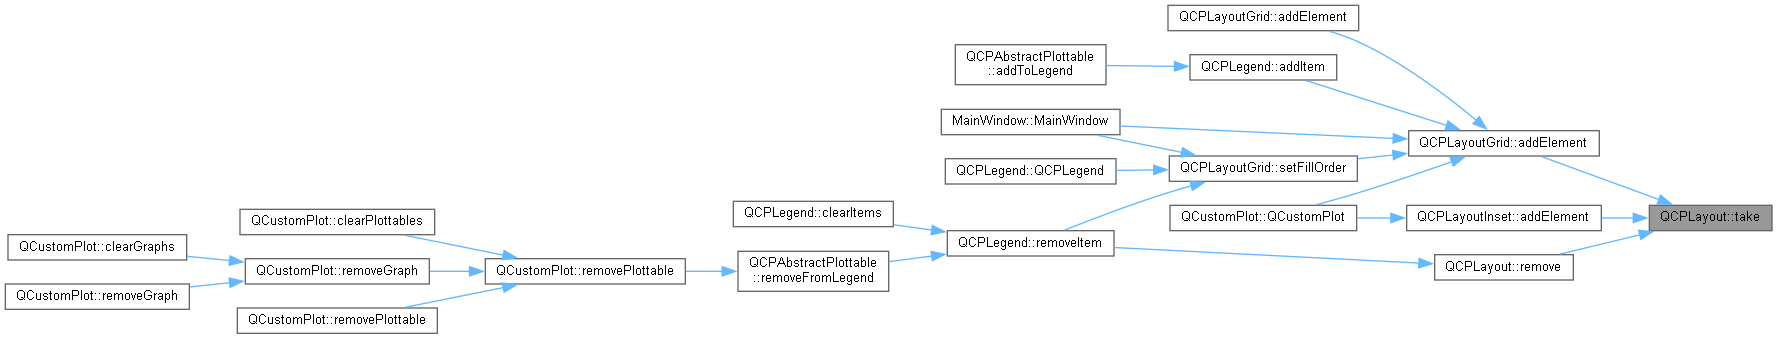 QCPLayoutGrid::addElement
QCPAbstractPlottable
::addToLegend
QCPLegend::addItem
MainWindow::MainWindow
QCPLayoutGrid::addElement
QCPLegend::QCPLegend
QCPLayoutGrid::setFillOrder
QCustomPlot::clearPlottables
QCPLegend::clearItems
QCustomPlot::QCustomPlot
QCPLayoutInset::addElement
QCPLayout::take
QCustomPlot::clearGraphs
QCPLegend::removeItem
QCustomPlot::removeGraph
QCustomPlot::removePlottable
QCPAbstractPlottable
::removeFromLegend
QCPLayout::remove
QCustomPlot::removeGraph
QCustomPlot::removePlottable